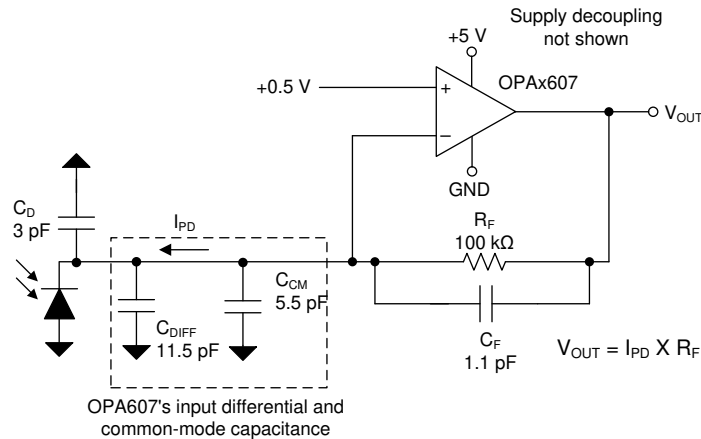 Supply decoupling
not shown
+5 V
OPAx607
+0.5 V
+
−
V_OUT
GND
C_D
3 pF
I_PD
R_F
100 kΩ
C_CM
5.5 pF
C_DIFF
11.5 pF
C_F
1.1 pF
V_OUT = I_PD X R_F
OPA607's input differential and
common-mode capacitance